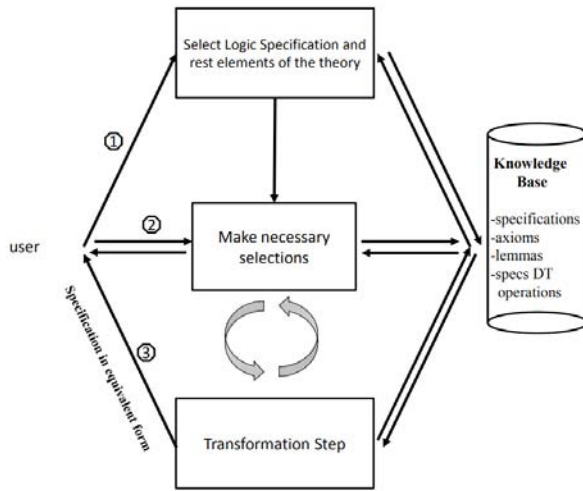 Select Logic Specification and
rest elements of the theory
1
Knowledge
Base
-specifications
-axioms
-lemmas
-specs DT
operations
2
user
Make necessary
selections
3
Specification in equivalent form
Transformation Step